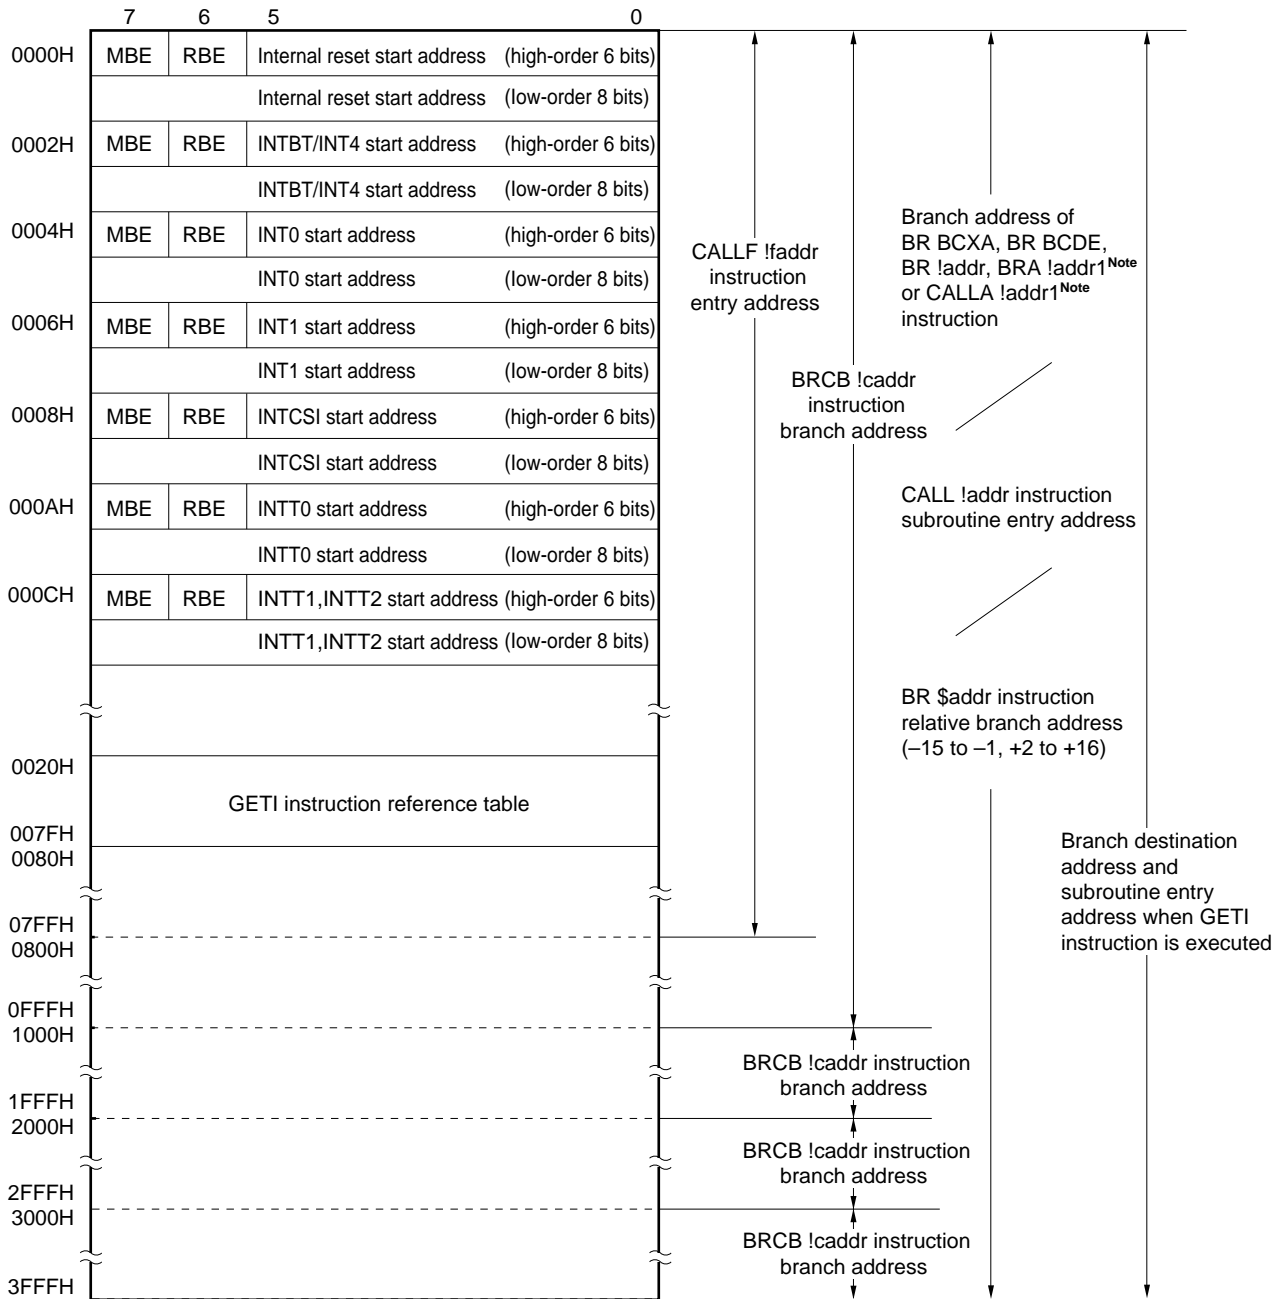 7 6 5 0
0000H MBE RBE Internal reset start address (high-order 6 bits)
Internal reset start address (low-order 8 bits)
0002H MBE RBE INTBT/INT4 start address (high-order 6 bits)
INTBT/INT4 start address (low-order 8 bits)
0004H MBE RBE INT0 start address (high-order 6 bits)
INT0 start address (low-order 8 bits)
0006H MBE RBE INT1 start address (high-order 6 bits)
INT1 start address (low-order 8 bits)
0008H MBE RBE INTCSI start address (high-order 6 bits)
INTCSI start address (low-order 8 bits)
000AH MBE RBE INTT0 start address (high-order 6 bits)
INTT0 start address (low-order 8 bits)
000CH MBE RBE INTT1,INTT2 start address (high-order 6 bits)
INTT1,INTT2 start address (low-order 8 bits)
0020H
GETI instruction reference table
007FH
0080H
07FFH
0800H
0FFFH
1000H
1FFFH
2000H
2FFFH
3000H
3FFFH
CALLF !faddr
instruction
entry address
BRCB !caddr
instruction
branch address
BRCB !caddr instruction
branch address
BRCB !caddr instruction
branch address
BRCB !caddr instruction
branch address
Branch address of
BR BCXA, BR BCDE,
BR !addr, BRA !addr1Note
or CALLA !addr1Note
instruction
CALL !addr instruction
subroutine entry address
BR $addr instruction
relative branch address
(–15 to –1, +2 to +16)
Branch destination
address and
subroutine entry
address when GETI
instruction is executed